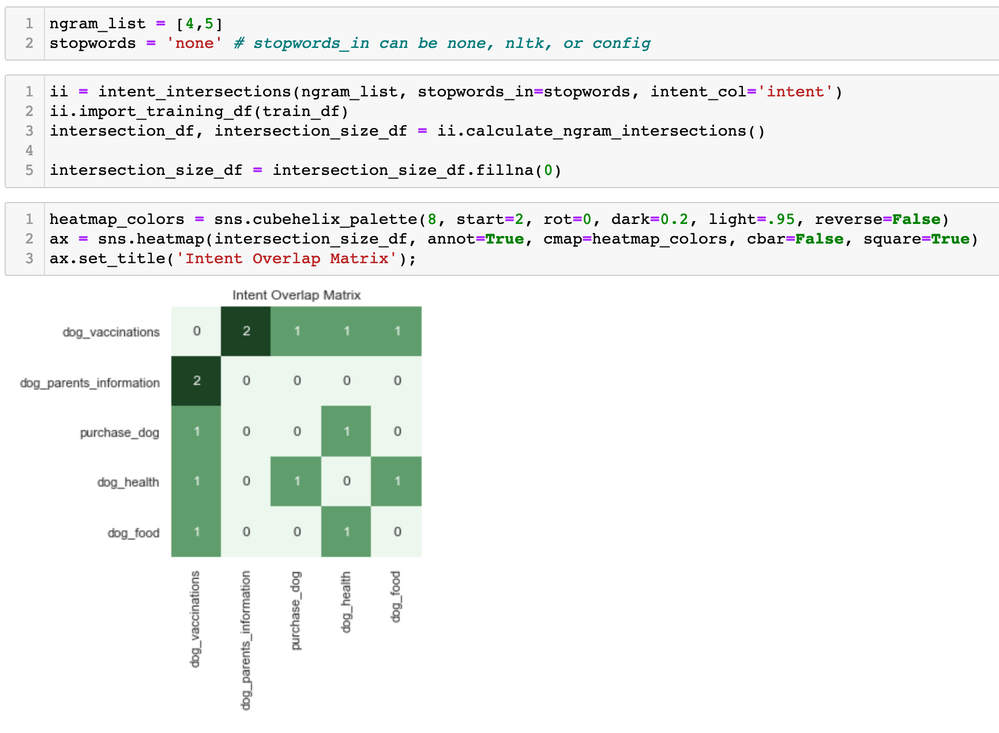 1 ngram_list = [4,5]
2 stopwords = 'none' # stopwords_in can be none, nltk, or config
1 ii = intent_intersections(ngram_list, stopwords_in=stopwords, intent_col='intent')
2 ii.import_training_df(train_df)
3 intersection_df, intersection_size_df = ii.calculate_ngram_intersections()
4
5 intersection_size_df = intersection_size_df.fillna(0)
1 heatmap_colors = sns.cubehelix_palette(8, start=2, rot=0, dark=0.2, light=.95, reverse=False)
2 ax = sns.heatmap(intersection_size_df, annot=True, cmap=heatmap_colors, cbar=False, square=True)
3 ax.set_title('Intent Overlap Matrix');
Intent Overlap Matrix
dog_vaccinations 0 2 1 1 1
dog_parents_information 2 0 0 0 0
purchase_dog 1 0 0 1 0
dog_health 1 0 1 0 1
dog_food 1 0 0 1 0
dog_vaccinations
dog_parents_information
purchase_dog
dog_health
dog_food